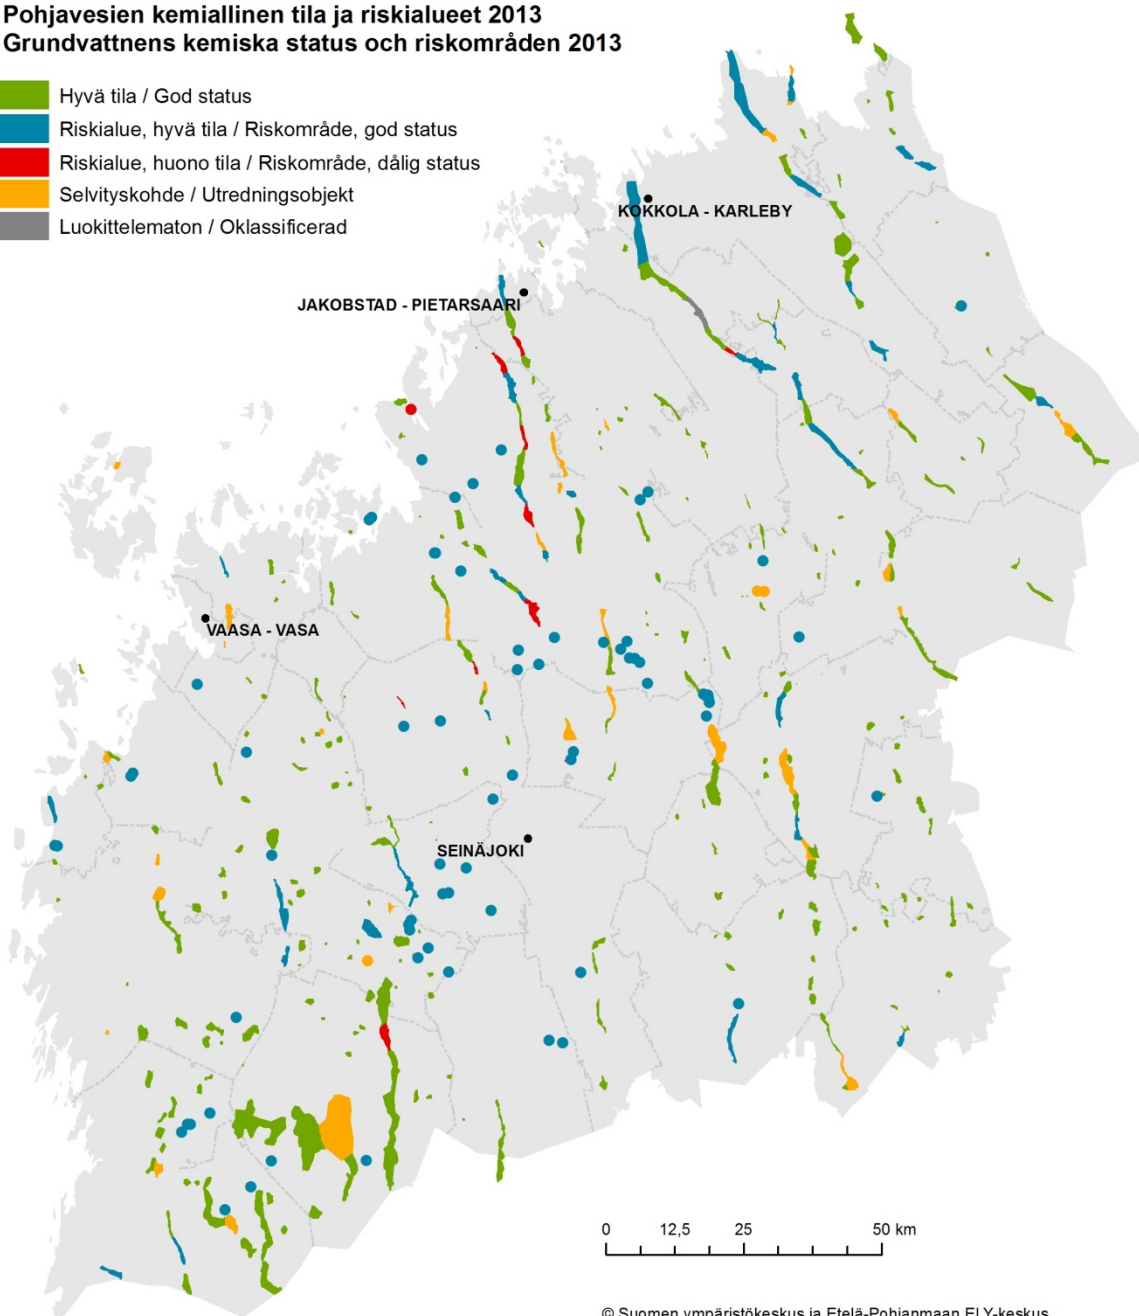 Pohjavesien kemiallinen tila ja riskialueet 2013
Grundvattnens kemiska status och riskområden 2013
Hyvä tila / God status
Riskialue, hyvä tila / Riskområde, god status
Riskialue, huono tila / Riskområde, dålig status
Selvityskohde / Utredningsobjekt
Luokittelematon / Oklassificerad
KOKKOLA - KARLEBY
JAKOBSTAD - PIETARSAARI
VAASA - VASA
SEINÄJOKI
0 12,5 25 50 km
© Suomen ympäristökeskus ja Etelä-Pohjanmaan ELY-keskus